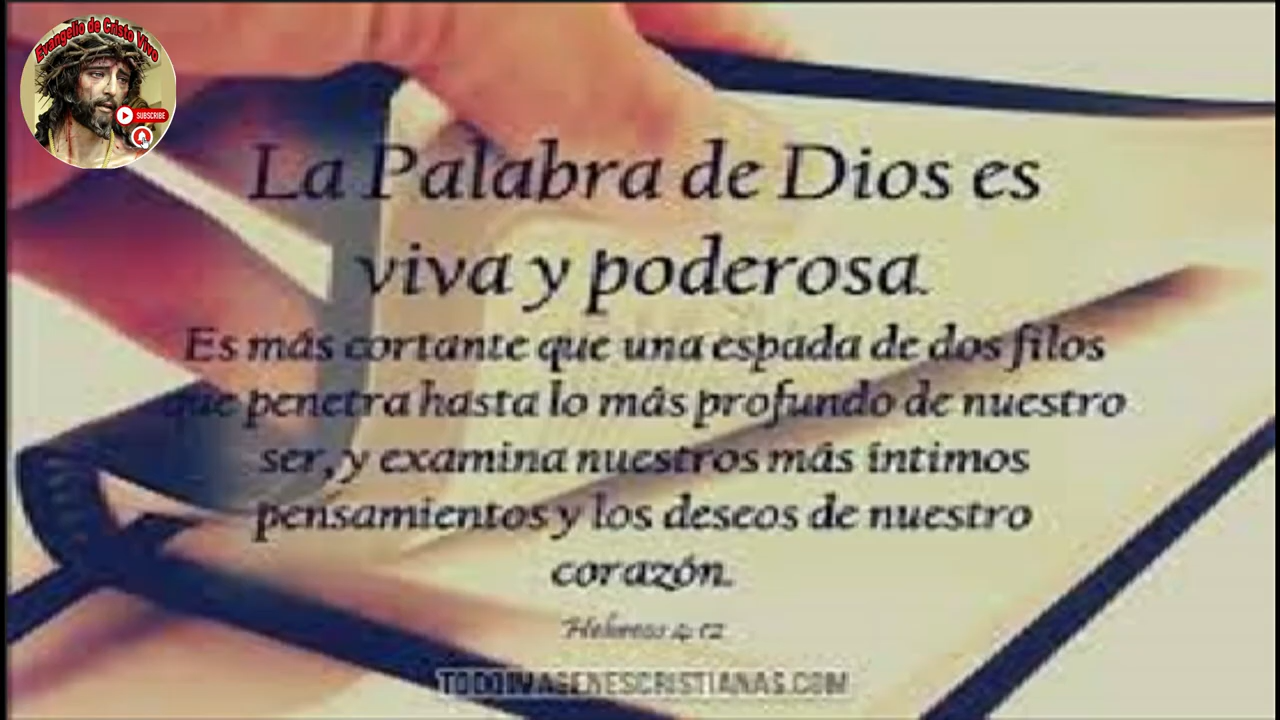 Evangelio de Cristo Vivo
SUBSCRIBE
La Palabra de Dios es
viva y poderosa.
Es más cortante que una espada de dos filos
que penetra hasta lo más profundo de nuestro
ser, y examina nuestros más íntimos
pensamientos y los deseos de nuestro
corazón.
Hebreos 4:12
TODOIMAGENESCRISTIANAS.COM